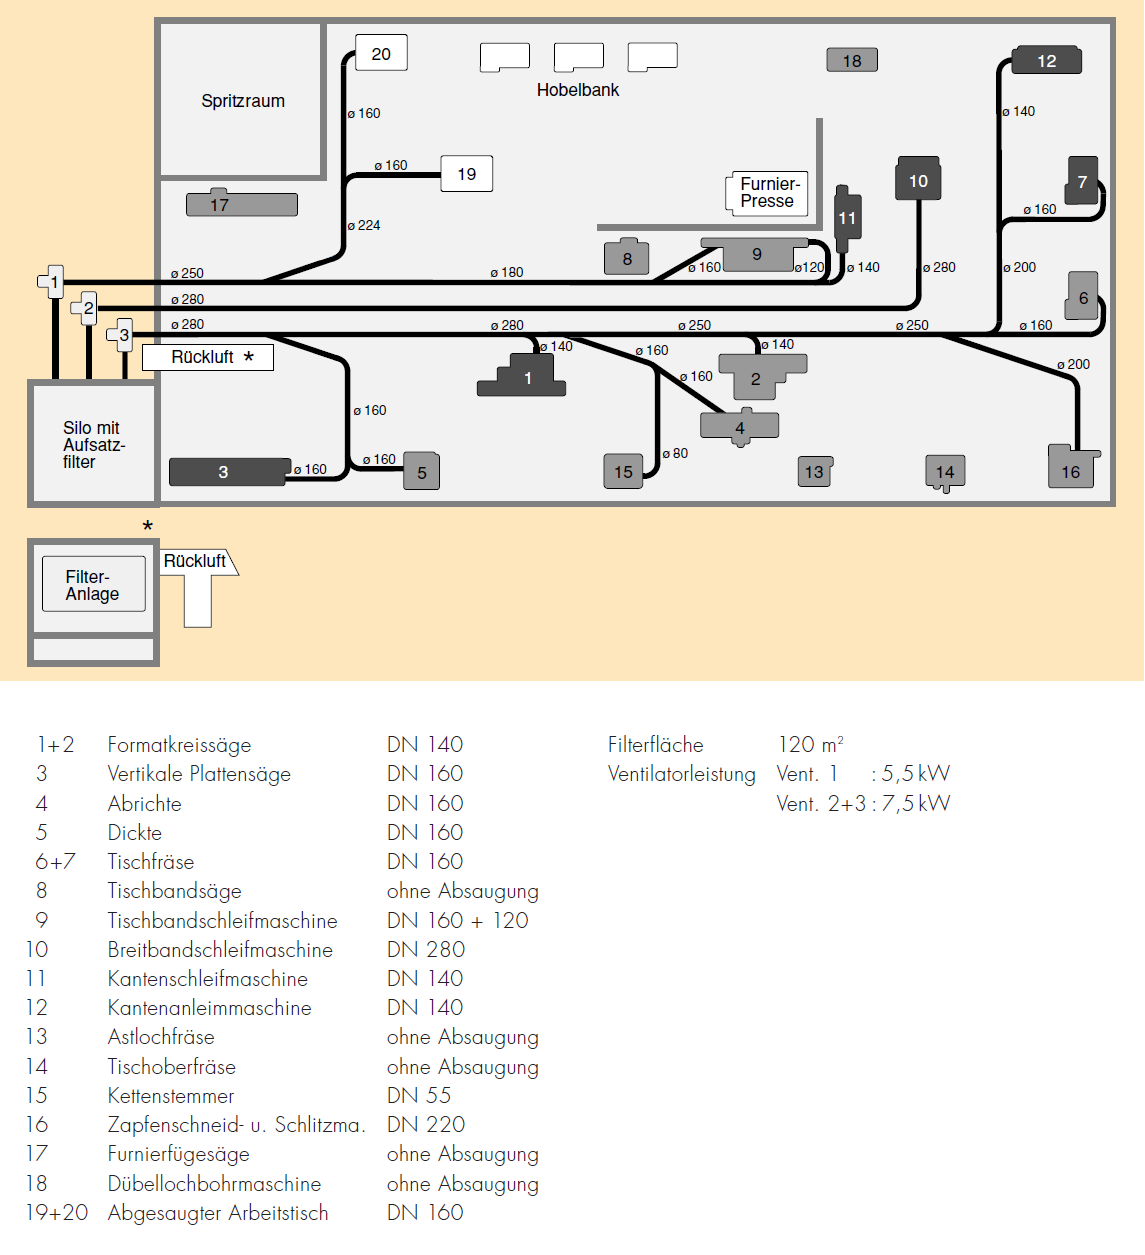 20
12
18
Spritzraum
Hobelbank
ø 160
ø 140
ø 160
19
10
7
Furnier-
Presse
17
11
ø 160
ø 224
8
9
ø 160
ø120
ø 140
ø 280
ø 200
1
ø 250
ø 180
2
ø 280
6
3
ø 280
ø 280
ø 250
ø 250
ø 160
Rückluft *
ø 140
ø 160
ø 140
1
2
ø 160
ø 200
ø 160
4
Silo mit
Aufsatz-
filter
3
ø 160
ø 160
5
15
ø 80
13
14
16
*
Rückluft
Filter-
Anlage
1+2 Formatkreissäge DN 140
3 Vertikale Plattensäge DN 160
4 Abrichte DN 160
5 Dickte DN 160
6+7 Tischfräse DN 160
8 Tischbandsäge ohne Absaugung
9 Tischbandschleifmaschine DN 160 + 120
10 Breitbandschleifmaschine DN 280
11 Kantenschleifmaschine DN 140
12 Kantenanleimmaschine DN 140
13 Astlochfräse ohne Absaugung
14 Tischoberfräse ohne Absaugung
15 Kettenstemmer DN 55
16 Zapfenschneid- u. Schlitzma. DN 220
17 Furnierfügesäge ohne Absaugung
18 Dübellochbohrmaschine ohne Absaugung
19+20 Abgesaugter Arbeitstisch DN 160
Filterfläche 120 m²
Ventilatorleistung Vent. 1 : 5,5 kW
Vent. 2+3 : 7,5 kW